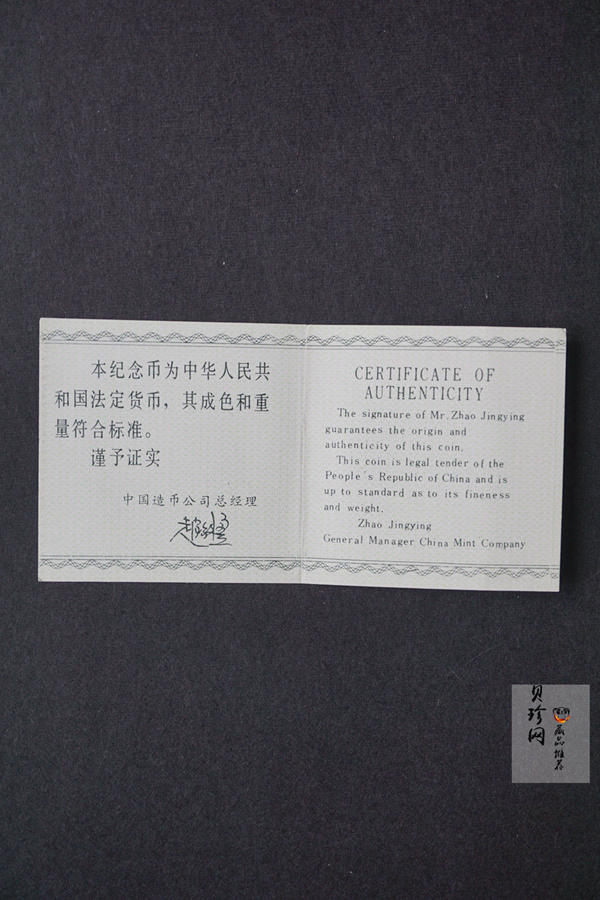 本纪念币为中华人民共
和国法定货币，其成色和重
量符合标准。
谨予证实
中国造币公司总经理
CERTIFICATE OF
AUTHENTICITY
The signature of Mr. Zhao Jingying
guarantees the origin and
authenticity of this coin.
This coin is legal tender of the
People's Republic of China and is
up to standard as to its fineness
and weight.
Zhao Jingying
General Manager China Mint Company
贝珍网
藏品推荐